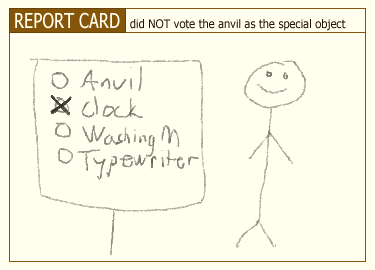 REPORT CARD did NOT vote the anvil as the special object
Anvil
Clock
Washing M
Typewriter